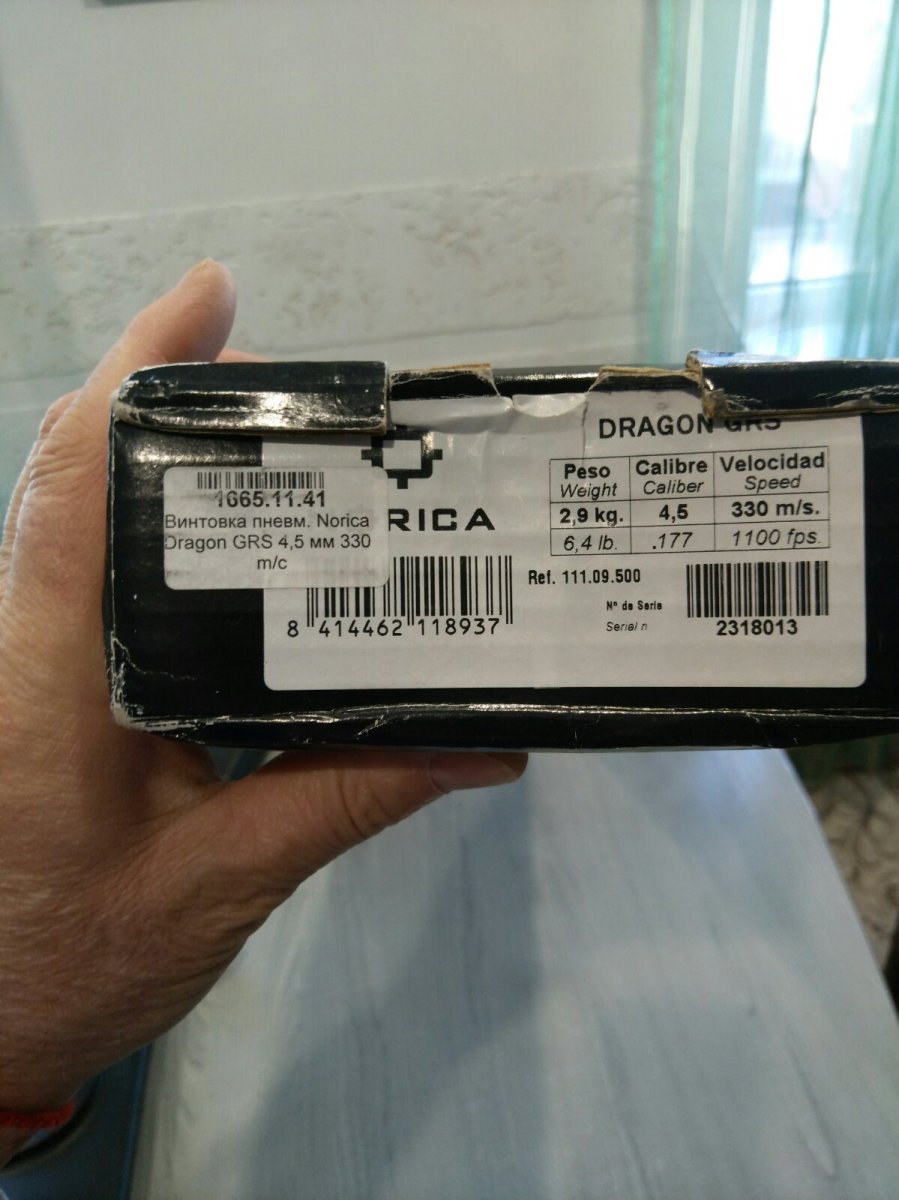 1665.11.41
Винтовка пневм. Norica
Dragon GRS 4,5 мм 330
m/c
RICA
8 414462 118937
DRAGON GRS
Peso Calibre Velocidad
Weight Caliber Speed
2,9 kg. 4,5 330 m/s.
6,4 lb. .177 1100 fps.
Ref. 111.09.500
Nº de Serie
Serial n
2318013